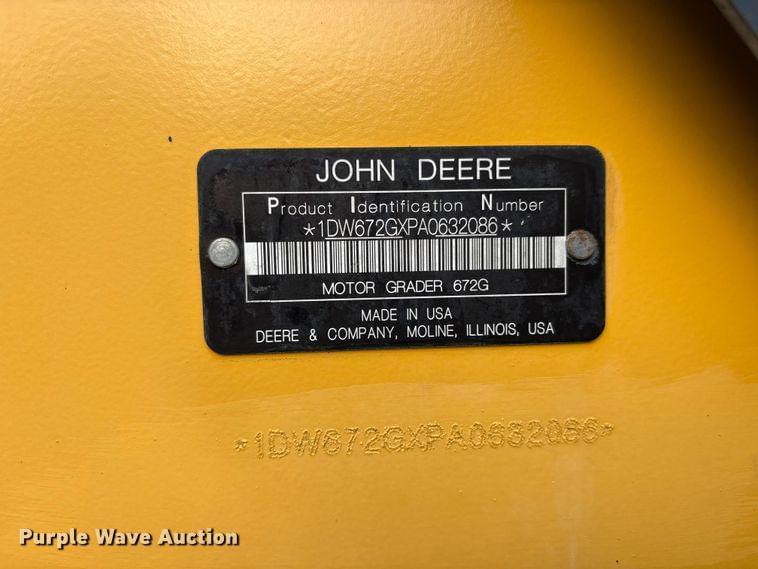 JOHN DEERE
Product Identification Number
*1DW672GXPA0632086*
MOTOR GRADER 672G
MADE IN USA
DEERE & COMPANY, MOLINE, ILLINOIS, USA
*1DW672GXPA0632086*
Purple Wave Auction